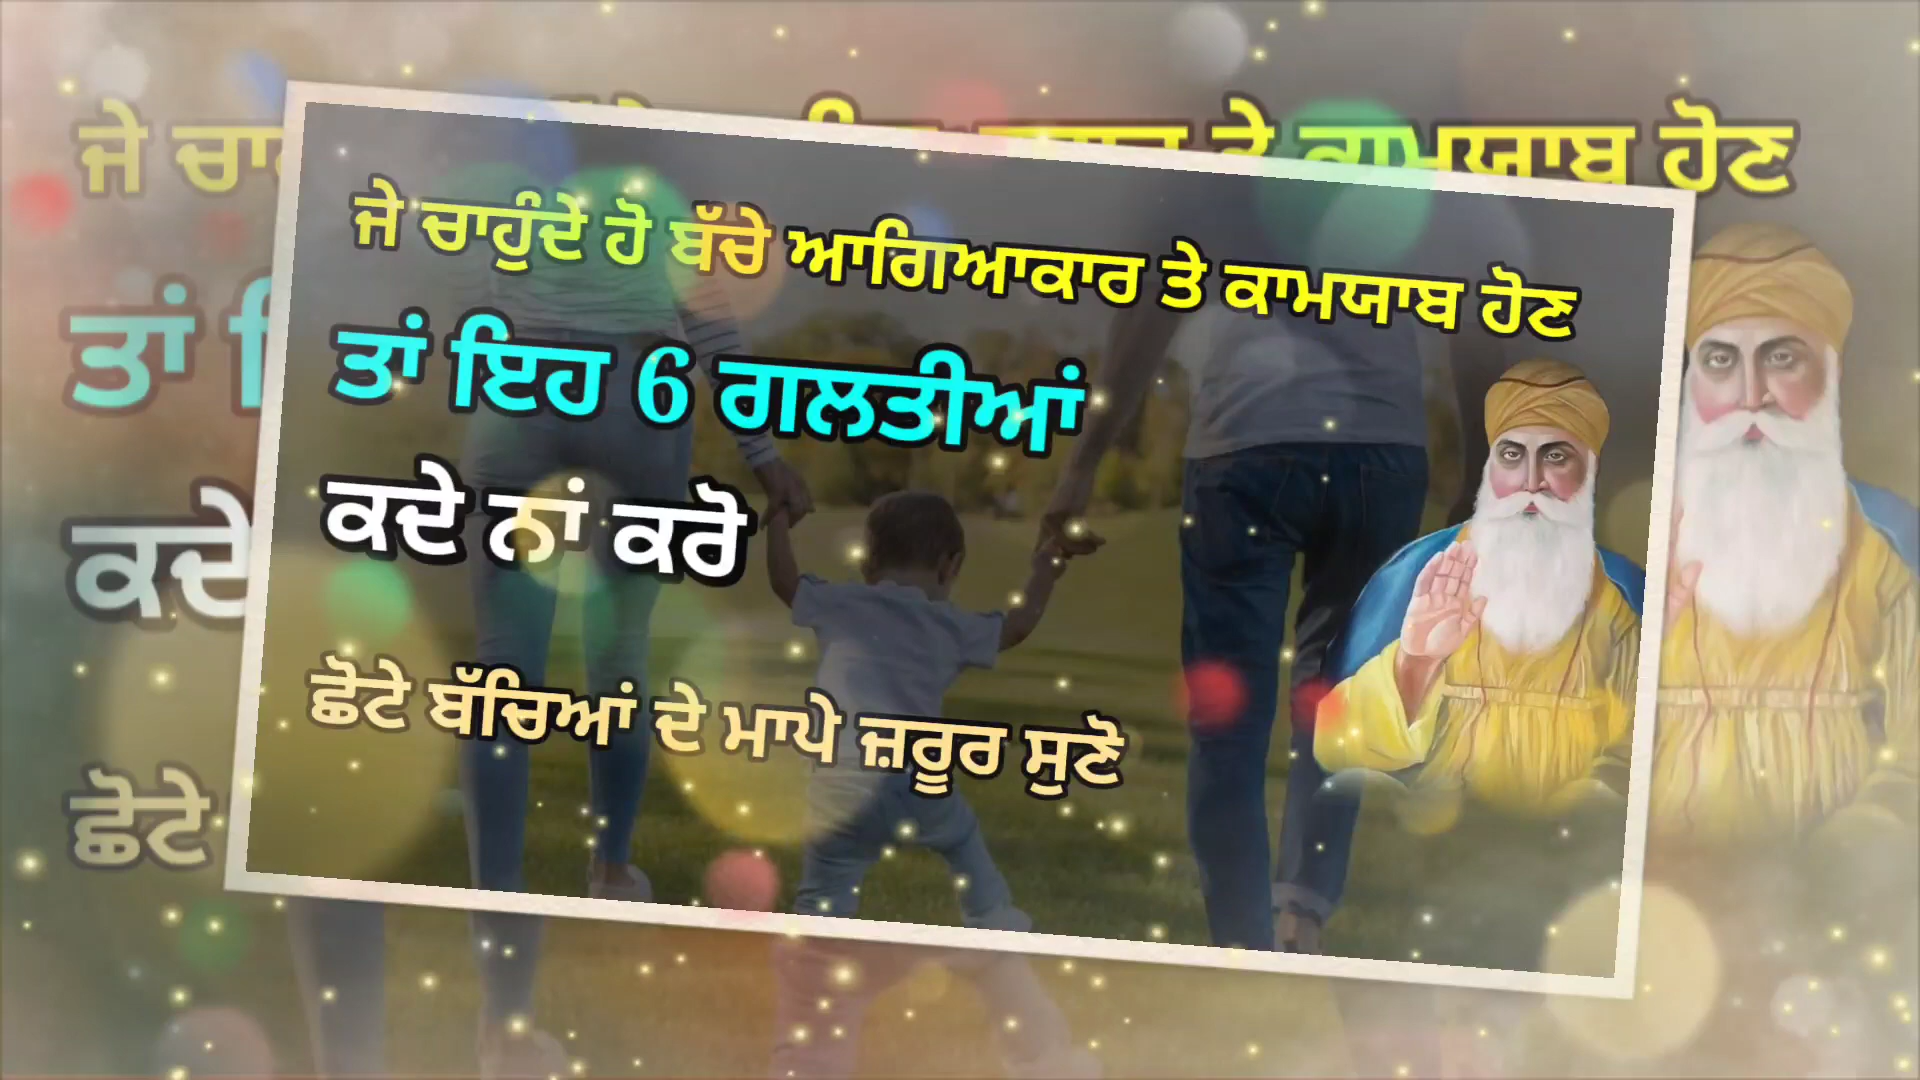 ਜੇ ਚਾਹੁੰਦੇ ਹੋ ਬੱਚੇ ਆਗਿਆਕਾਰ ਤੇ ਕਾਮਯਾਬ ਹੋਣ
ਤਾਂ ਇਹ 6 ਗਲਤੀਆਂ
ਕਦੇ ਨਾਂ ਕਰੋ
ਛੋਟੇ ਬੱਚਿਆਂ ਦੇ ਮਾਪੇ ਜ਼ਰੂਰ ਸੁਣੋ